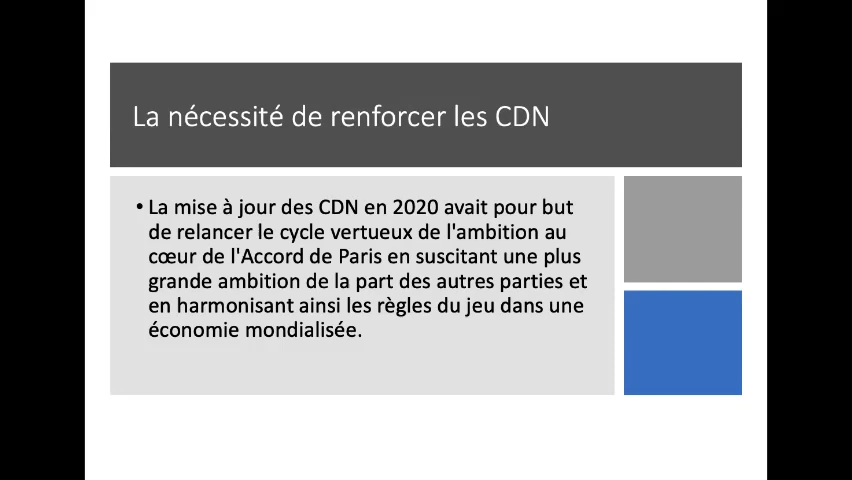 La nécessité de renforcer les CDN
• La mise à jour des CDN en 2020 avait pour but
de relancer le cycle vertueux de l'ambition au
cœur de l'Accord de Paris en suscitant une plus
grande ambition de la part des autres parties et
en harmonisant ainsi les règles du jeu dans une
économie mondialisée.